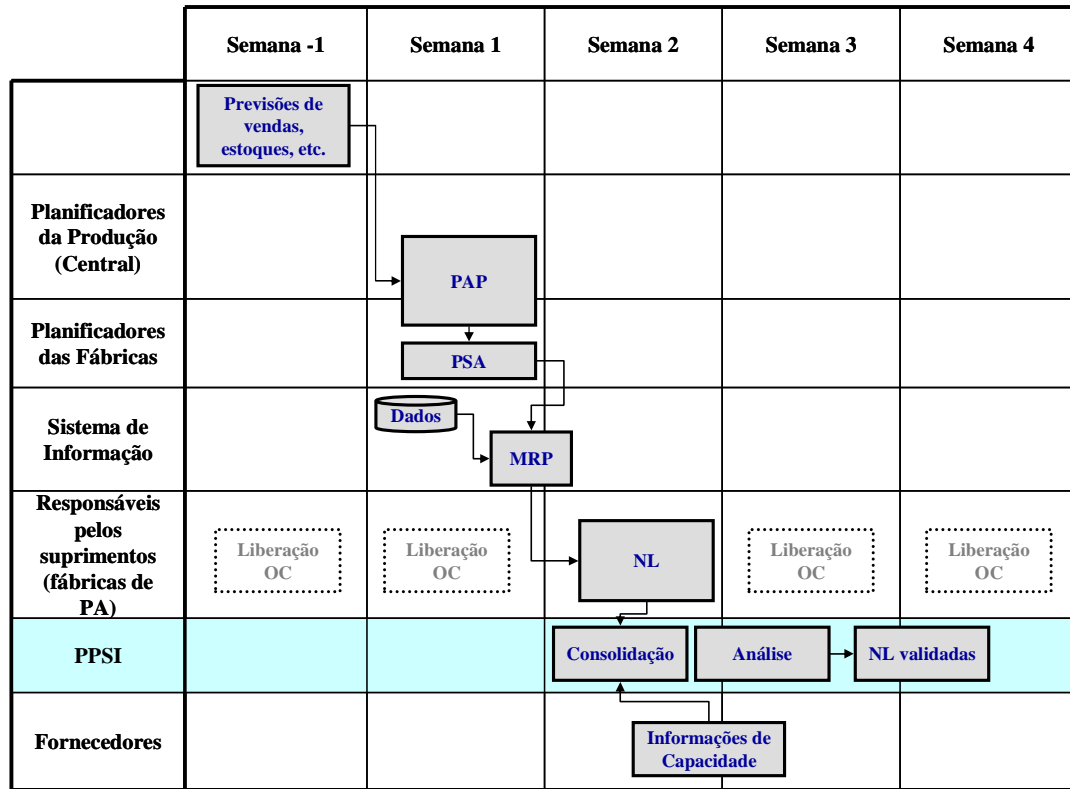 Semana -1
Semana 1
Semana 2
Semana 3
Semana 4
Previsões de
vendas,
estoques, etc.
Planificadores
da Produção
(Central)
PAP
Planificadores
das Fábricas
PSA
Sistema de
Informação
Dados
MRP
Responsáveis
pelos
suprimentos
(fábricas de
PA)
Liberação
OC
Liberação
OC
NL
Liberação
OC
Liberação
OC
PPSI
Consolidação
Análise
NL validadas
Fornecedores
Informações de
Capacidade